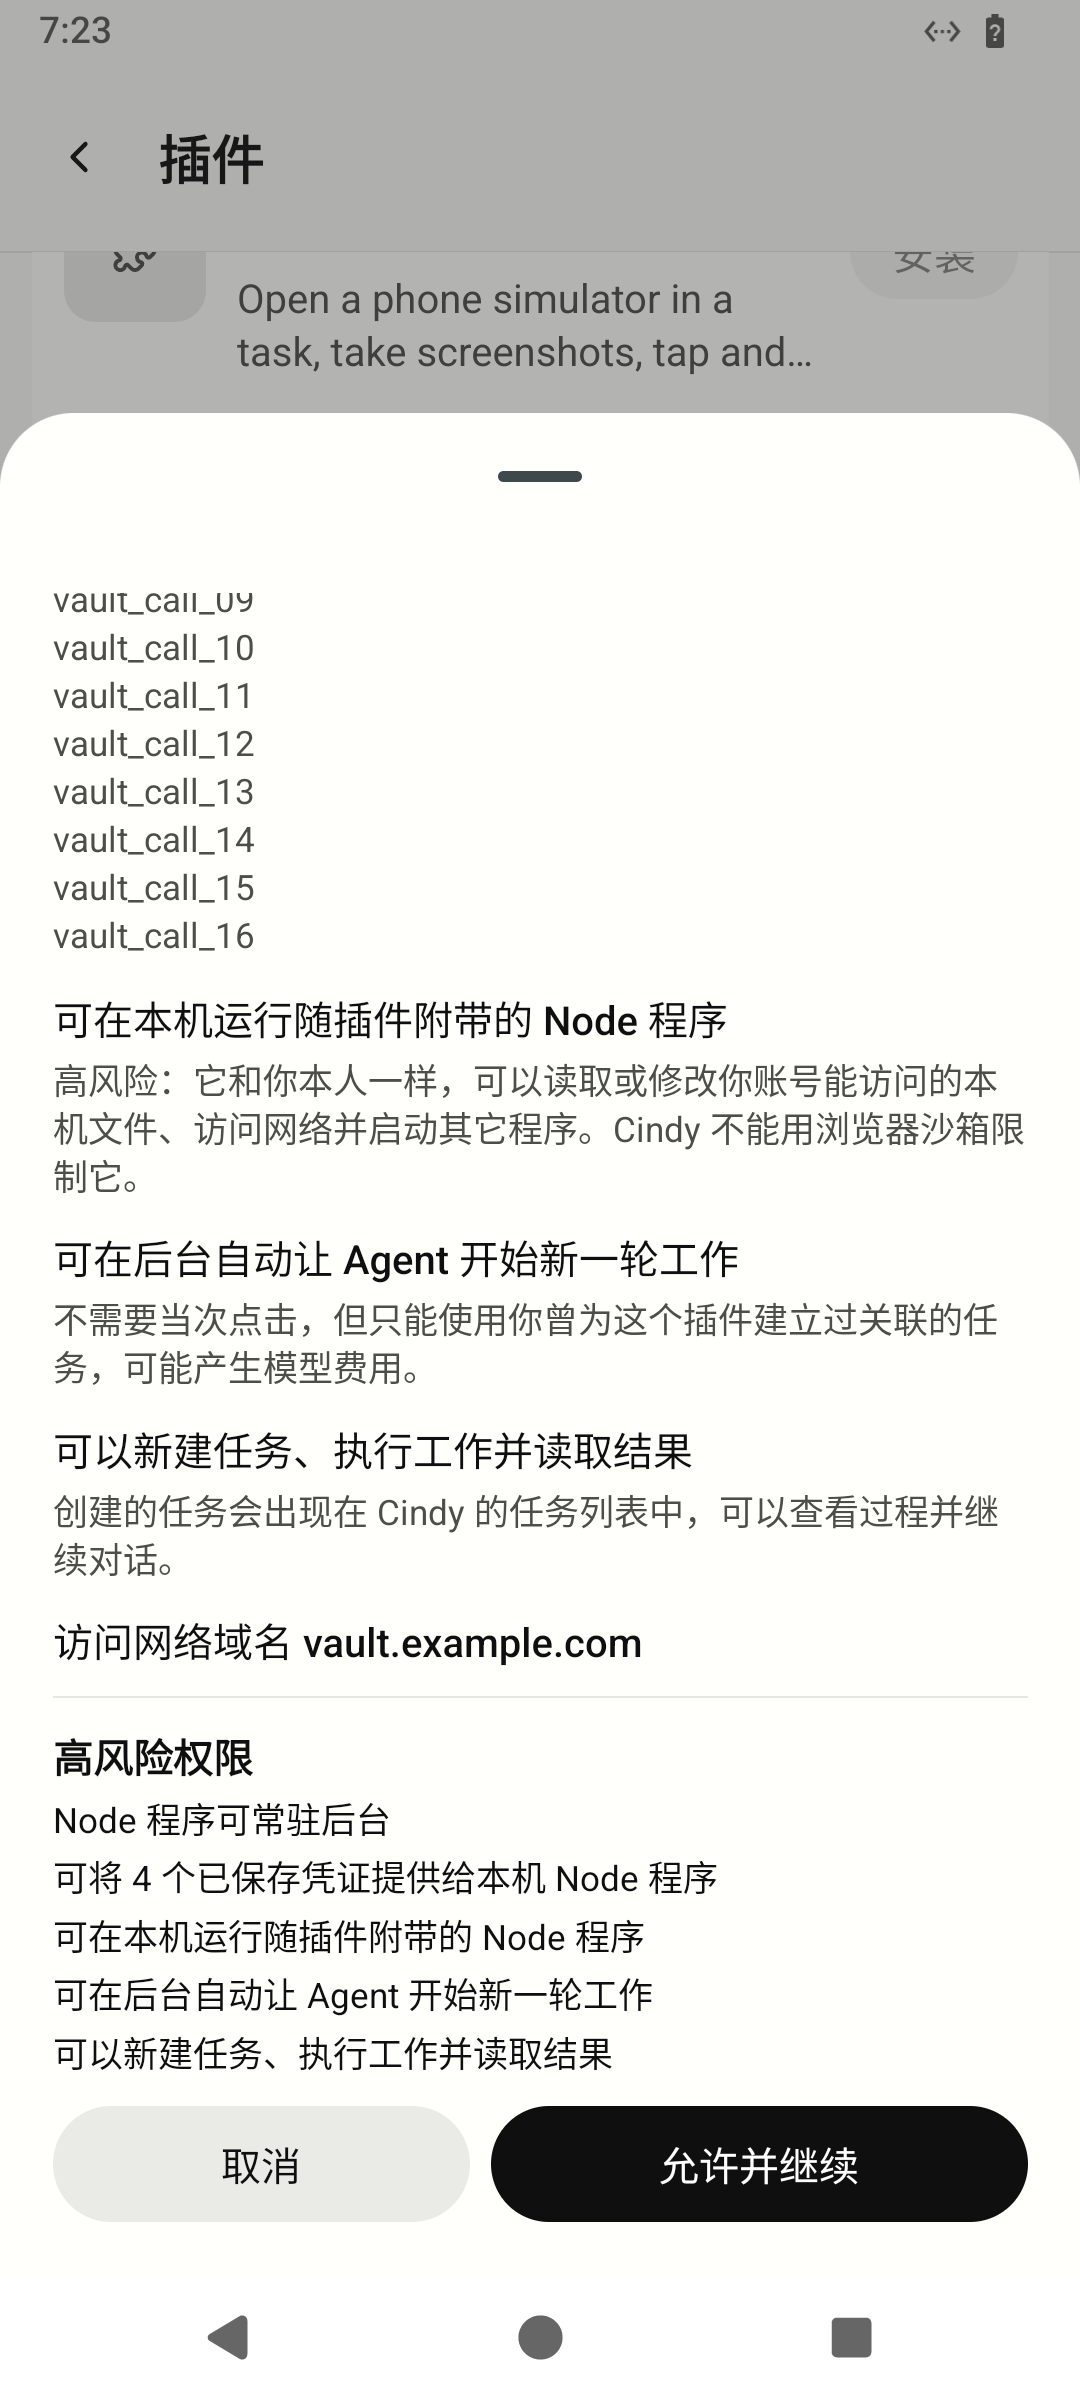 7:23
插件
安装
Open a phone simulator in a
task, take screenshots, tap and…
vault_call_09
vault_call_10
vault_call_11
vault_call_12
vault_call_13
vault_call_14
vault_call_15
vault_call_16
可在本机运行随插件附带的 Node 程序
高风险：它和你本人一样，可以读取或修改你账号能访问的本
机文件、访问网络并启动其它程序。Cindy 不能用浏览器沙箱限
制它。
可在后台自动让 Agent 开始新一轮工作
不需要当次点击，但只能使用你曾为这个插件建立过关联的任
务，可能产生模型费用。
可以新建任务、执行工作并读取结果
创建的任务会出现在 Cindy 的任务列表中，可以查看过程并继
续对话。
访问网络域名 vault.example.com
高风险权限
Node 程序可常驻后台
可将 4 个已保存凭证提供给本机 Node 程序
可在本机运行随插件附带的 Node 程序
可在后台自动让 Agent 开始新一轮工作
可以新建任务、执行工作并读取结果
取消
允许并继续